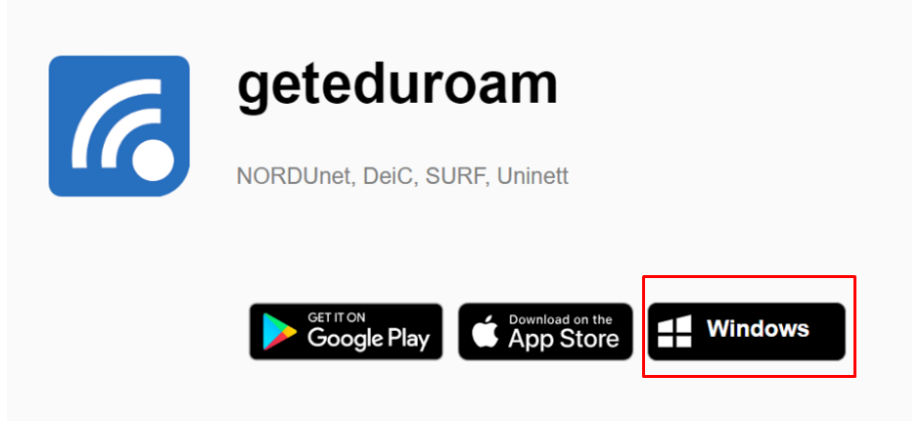 geteduroam
NORDUnet, DeiC, SURF, Uninett
GET IT ON
Google Play
Download on the
App Store
Windows